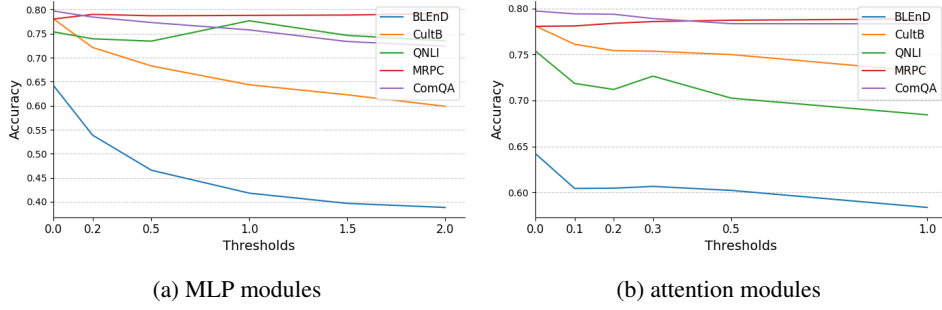 0.80
0.75
0.70
0.65
0.60
0.55
0.50
0.45
0.40
Accuracy
0.0 0.2 0.5 1.0 1.5 2.0
Thresholds
BLEnD
CultB
QNLI
MRPC
ComQA
(a) MLP modules
0.80
0.75
0.70
0.65
0.60
Accuracy
0.0 0.1 0.2 0.3 0.5 1.0
Thresholds
BLEnD
CultB
QNLI
MRPC
ComQA
(b) attention modules